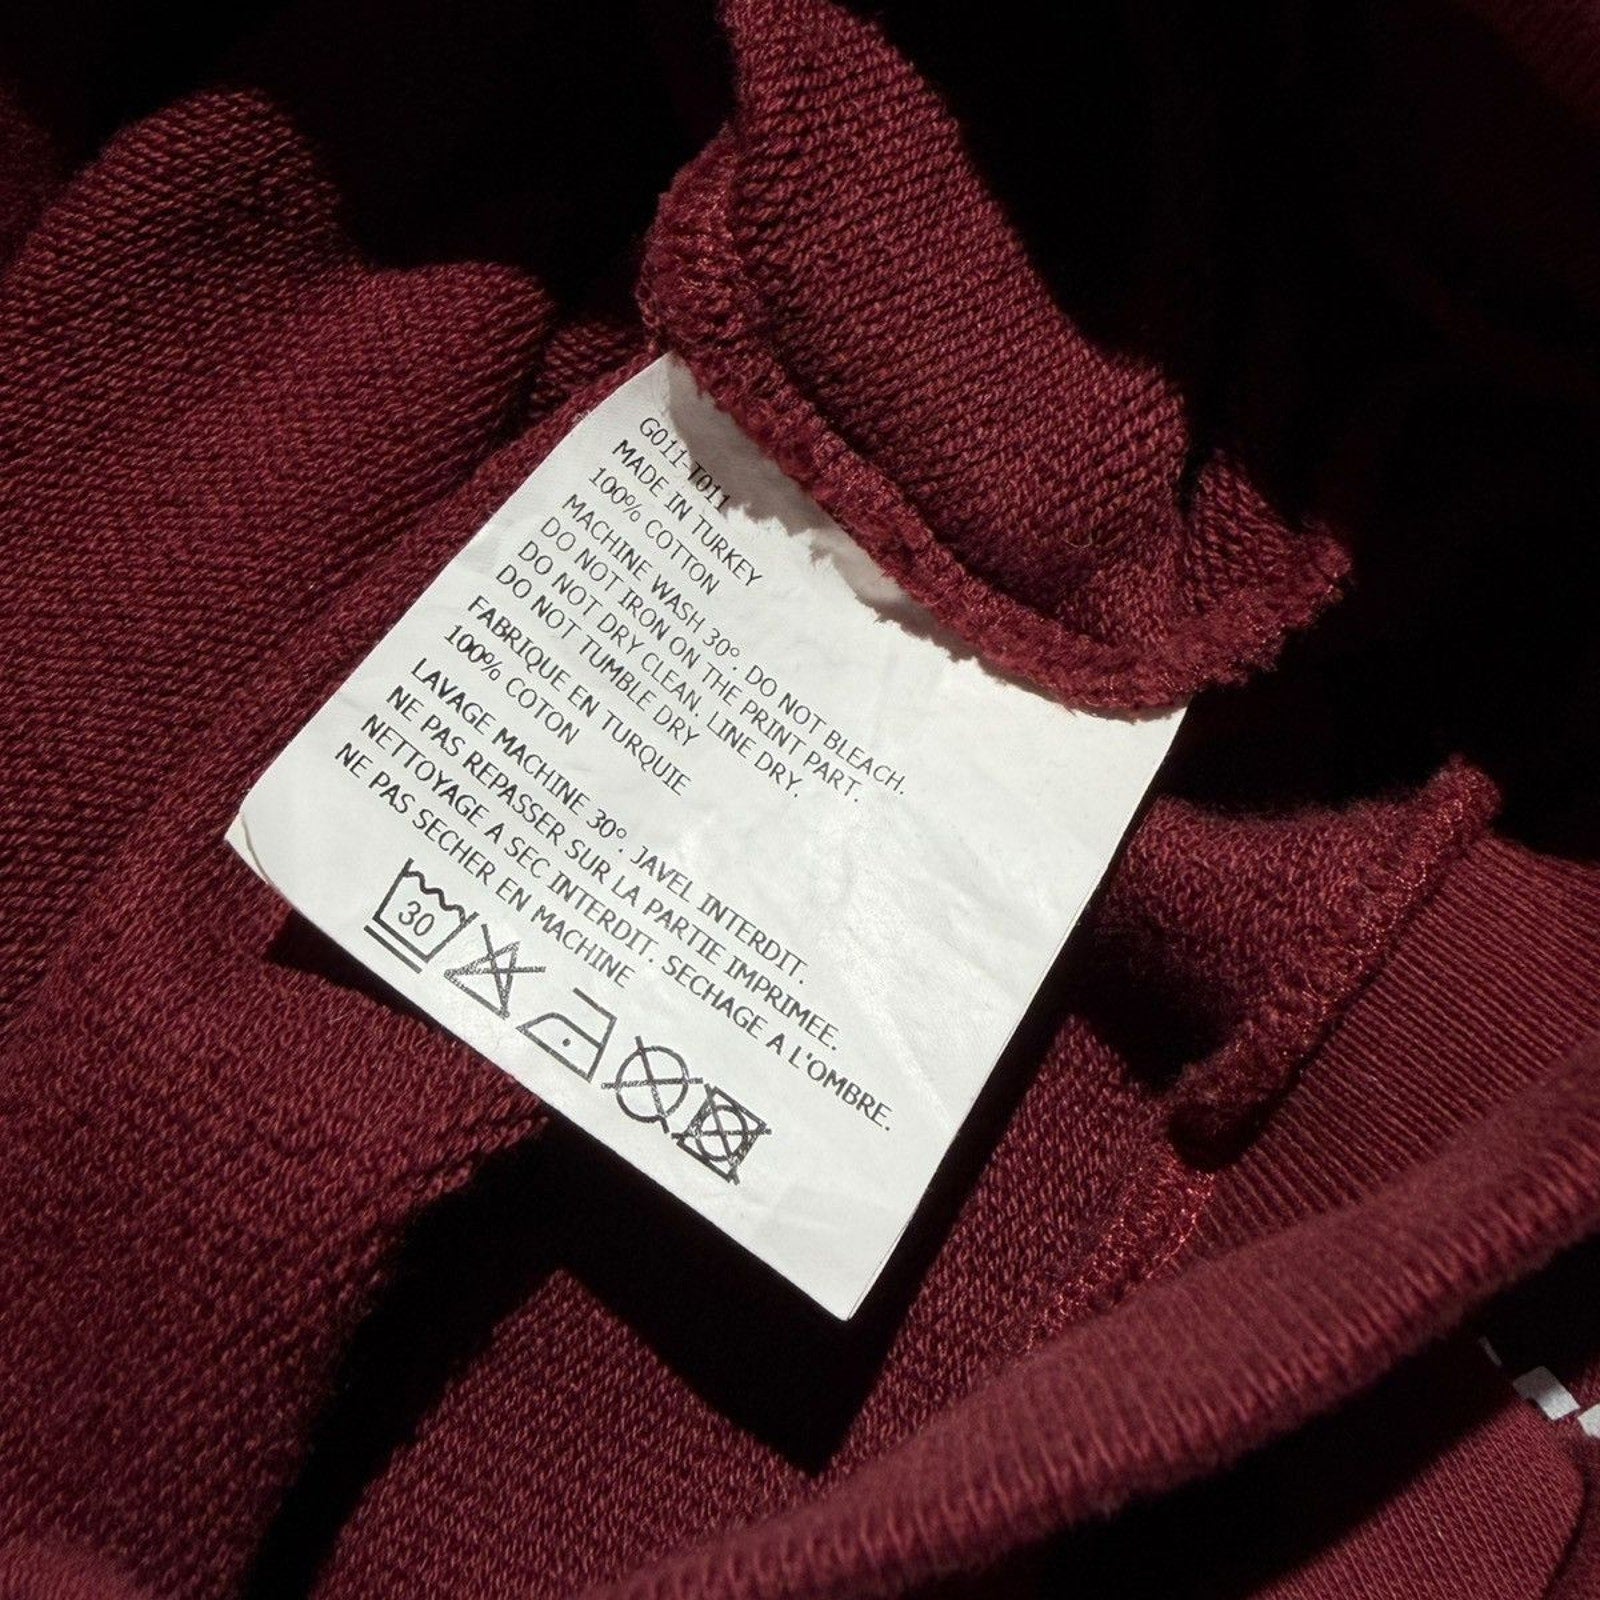 G011-T011
MADE IN TURKEY
100% COTTON
MACHINE WASH 30°. DO NOT BLEACH.
DO NOT IRON ON THE PRINT PART.
DO NOT DRY CLEAN. LINE DRY.
DO NOT TUMBLE DRY
FABRIQUE EN TURQUIE
100% COTON
LAVAGE MACHINE 30°. JAVEL INTERDIT.
NE PAS REPASSER SUR LA PARTIE IMPRIMEE.
NETTOYAGE A SEC INTERDIT. SECHAGE A L'OMBRE.
NE PAS SECHER EN MACHINE
30